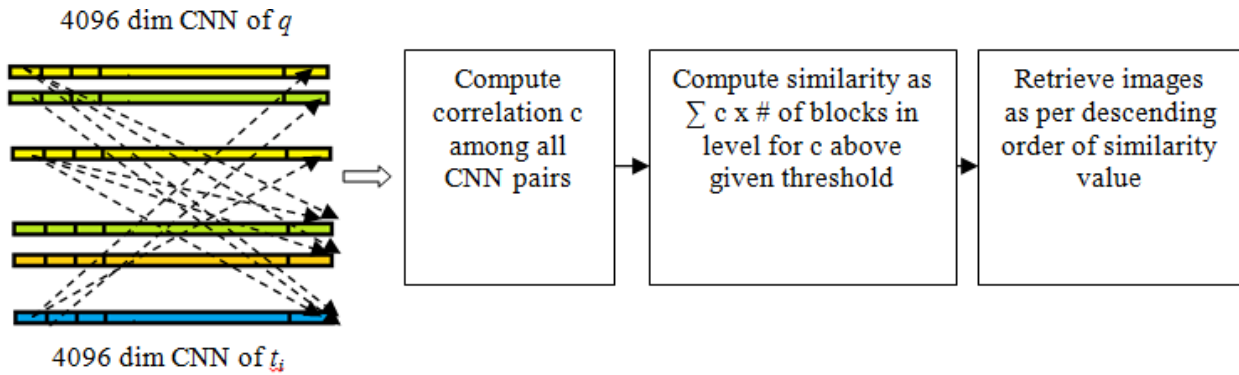 4096 dim CNN of q
4096 dim CNN of ti
Compute
correlation c
among all
CNN pairs
Compute similarity as
∑ c x # of blocks in
level for c above
given threshold
Retrieve images
as per descending
order of similarity
value